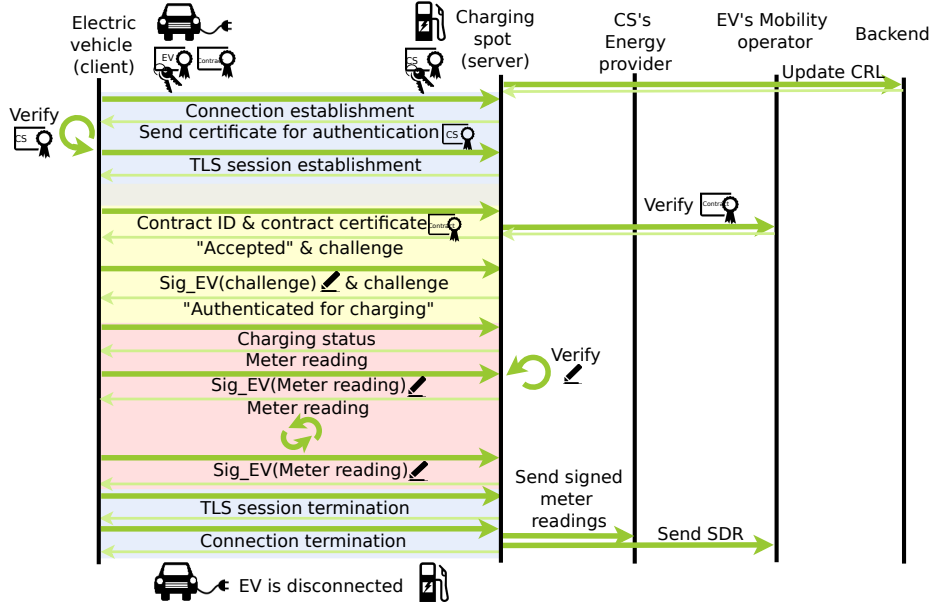 Electric
vehicle
(client)
EV
Contract
Charging
spot
(server)
CS
CS's
Energy
provider
EV's Mobility
operator
Backend
Update CRL
Connection establishment
Verify
CS
Send certificate for authentication
CS
TLS session establishment
Contract ID & contract certificate
Contract
Verify
Contract
"Accepted" & challenge
Sig_EV(challenge) & challenge
"Authenticated for charging"
Charging status
Meter reading
Verify
Sig_EV(Meter reading)
Meter reading
Sig_EV(Meter reading)
Send signed
meter
readings
TLS session termination
Send SDR
Connection termination
EV is disconnected